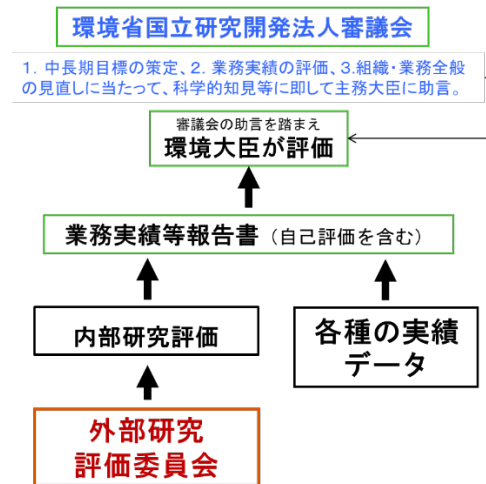 環境省国立研究開発法人審議会
1. 中長期目標の策定、2. 業務実績の評価、3.組織・業務全般
の見直しに当たって、科学的知見等に即して主務大臣に助言。
審議会の助言を踏まえ
環境大臣が評価
業務実績等報告書（自己評価を含む）
内部研究評価
各種の実績
データ
外部研究
評価委員会